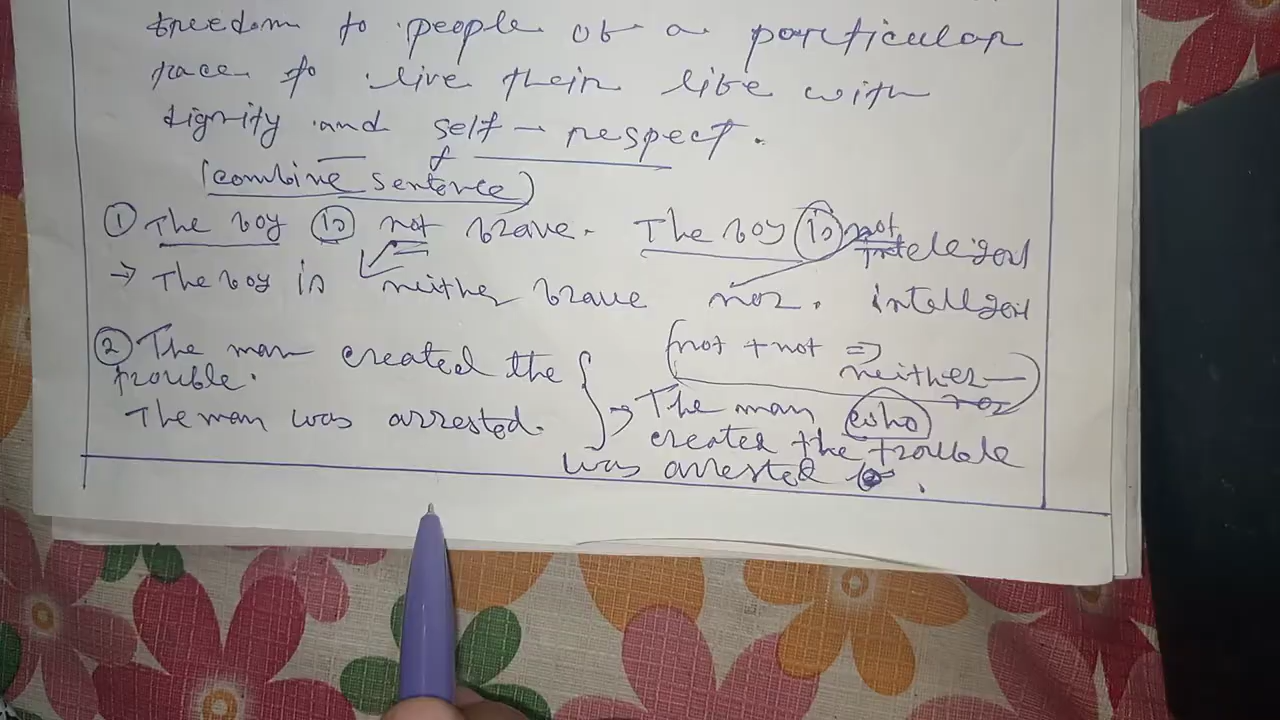 freedom to people of a particular
race to live their life with
dignity and self-respect.
(combine sentence)
① The boy is not brave. The boy is not intelegent
→ The boy is neither brave nor. intellgent
② The man created the trouble.
The man was arrested.
(not + not ⇒ neither— nor)
→ The man who
created the trouble
was arrested .